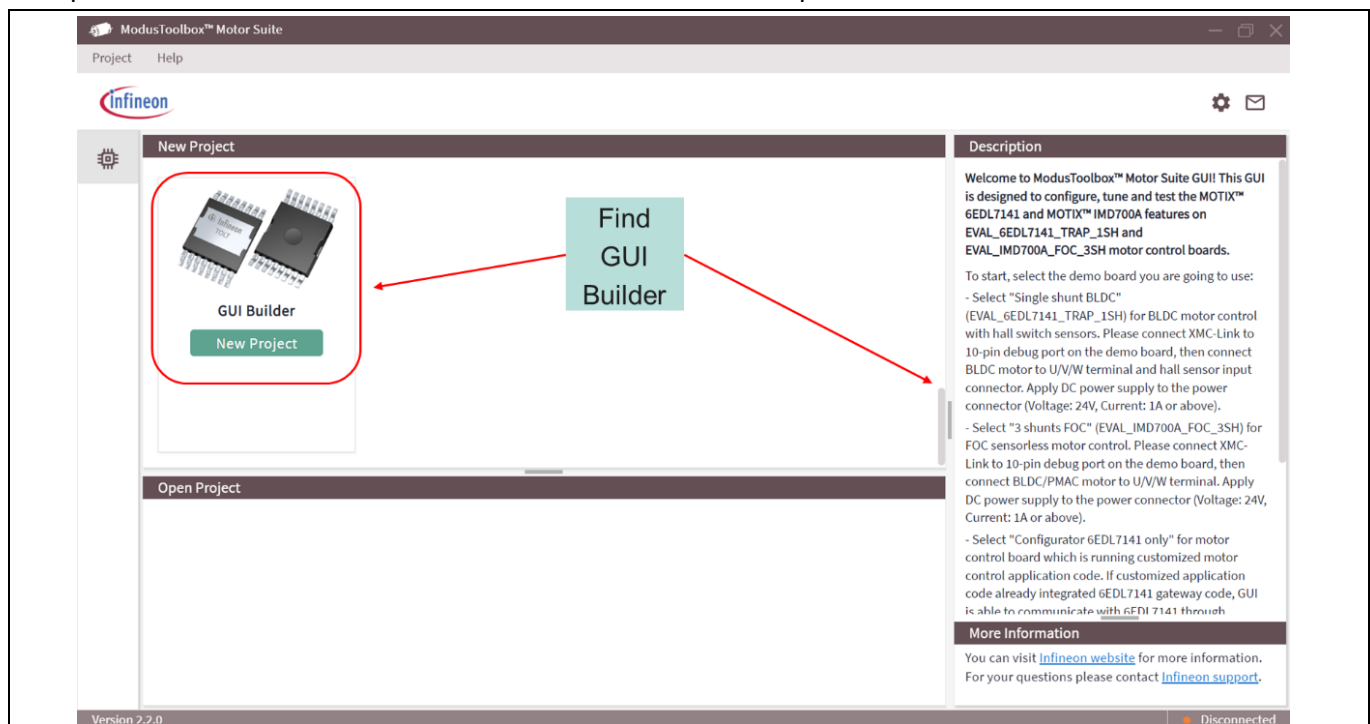 ModusToolbox™ Motor Suite
Project Help
infineon
New Project
Infineon
TOLT
GUI Builder
New Project
Find
GUI
Builder
Open Project
Description
Welcome to ModusToolbox™ Motor Suite GUI! This GUI
is designed to configure, tune and test the MOTIX™
6EDL7141 and MOTIX™ IMD700A features on
EVAL_6EDL7141_TRAP_1SH and
EVAL_IMD700A_FOC_3SH motor control boards.
To start, select the demo board you are going to use:
- Select "Single shunt BLDC"
(EVAL_6EDL7141_TRAP_1SH) for BLDC motor control
with hall switch sensors. Please connect XMC-Link to
10-pin debug port on the demo board, then connect
BLDC motor to U/V/W terminal and hall sensor input
connector. Apply DC power supply to the power
connector (Voltage: 24V, Current: 1A or above).
- Select "3 shunts FOC" (EVAL_IMD700A_FOC_3SH) for
FOC sensorless motor control. Please connect XMC-
Link to 10-pin debug port on the demo board, then
connect BLDC/PMAC motor to U/V/W terminal. Apply
DC power supply to the power connector (Voltage: 24V,
Current: 1A or above).
- Select "Configurator 6EDL7141 only" for motor
control board which is running customized motor
control application code. If customized application
code already integrated 6EDL7141 gateway code, GUI
is able to communicate with 6EDL7141 through
More Information
You can visit Infineon website for more information.
For your questions please contact Infineon support.
Version 2.2.0
Disconnected